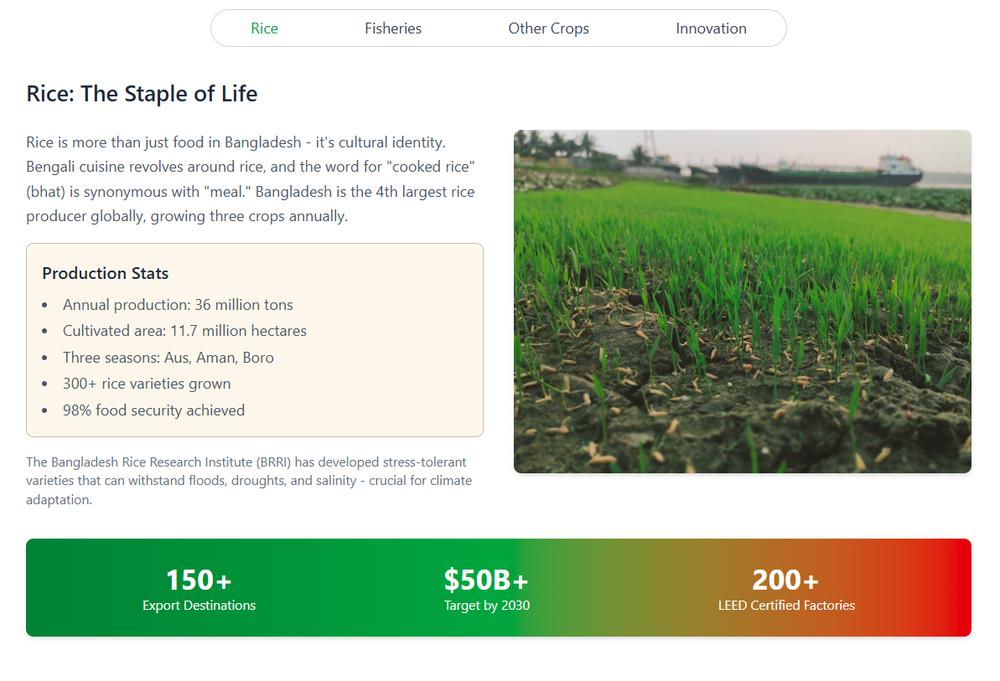 Rice
Fisheries
Other Crops
Innovation
Rice: The Staple of Life
Rice is more than just food in Bangladesh - it's cultural identity.
Bengali cuisine revolves around rice, and the word for "cooked rice"
(bhat) is synonymous with "meal." Bangladesh is the 4th largest rice
producer globally, growing three crops annually.
Production Stats
• Annual production: 36 million tons
• Cultivated area: 11.7 million hectares
• Three seasons: Aus, Aman, Boro
• 300+ rice varieties grown
• 98% food security achieved
The Bangladesh Rice Research Institute (BRRI) has developed stress-tolerant
varieties that can withstand floods, droughts, and salinity - crucial for climate
adaptation.
150+
Export Destinations
$50B+
Target by 2030
200+
LEED Certified Factories